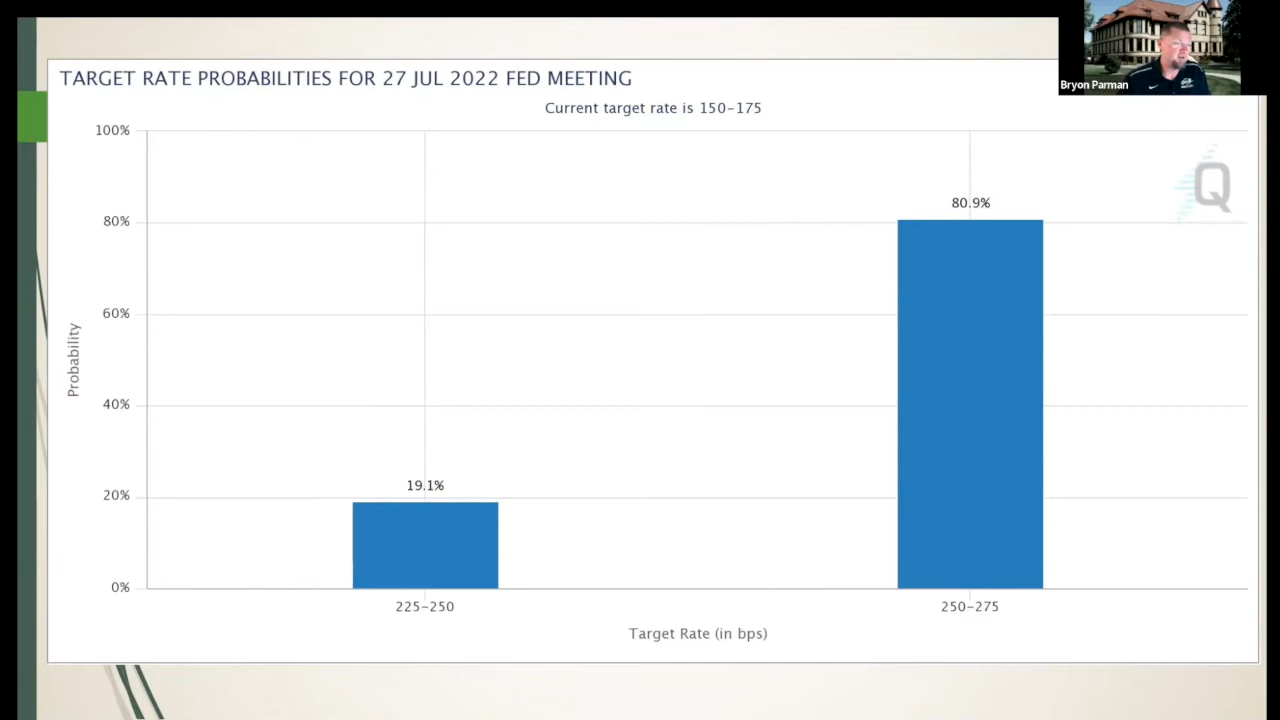 TARGET RATE PROBABILITIES FOR 27 JUL 2022 FED MEETING
Bryon Parman
Current target rate is 150-175
100%
80%
60%
40%
20%
0%
Probability
Q
80.9%
19.1%
225-250
250-275
Target Rate (in bps)